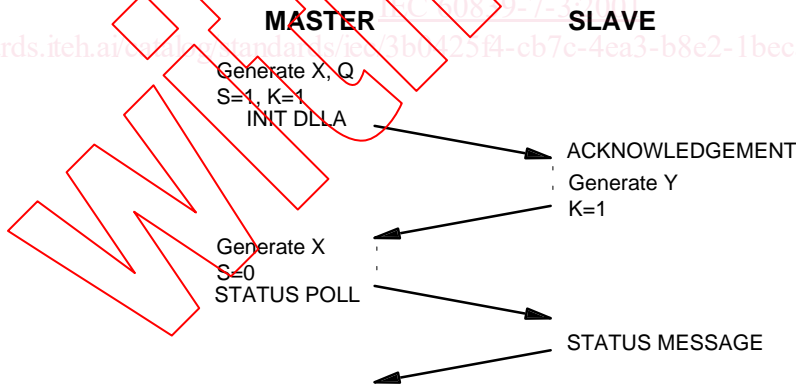 MASTER SLAVE
Generate X, Q
S=1, K=1
INIT DLLA
ACKNOWLEDGEMENT
Generate Y
K=1
Generate X
S=0
STATUS POLL
STATUS MESSAGE